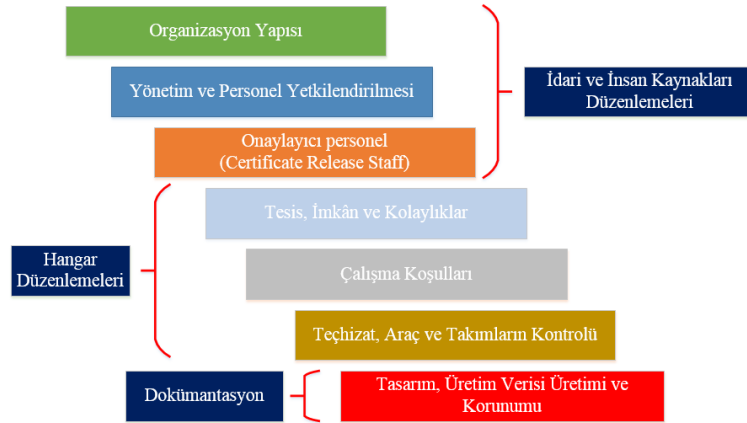 Organizasyon Yapısı
Yönetim ve Personel Yetkilendirilmesi
İdari ve İnsan Kaynakları
Düzenlemeleri
Onaylayıcı personel
(Certificate Release Staff)
Tesis, İmkân ve Kolaylıklar
Hangar
Düzenlemeleri
Çalışma Koşulları
Teçhizat, Araç ve Takımların Kontrolü
Dokümantasyon
Tasarım, Üretim Verisi Üretimi ve
Korunumu